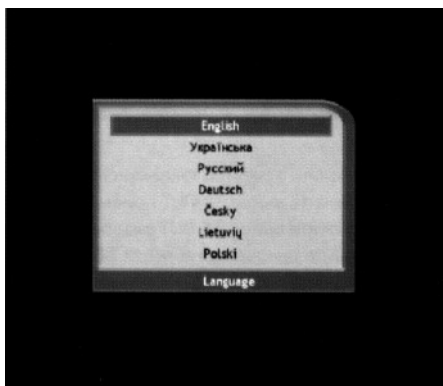 English
Українська
Русский
Deutsch
Česky
Lietuvių
Polski
Language